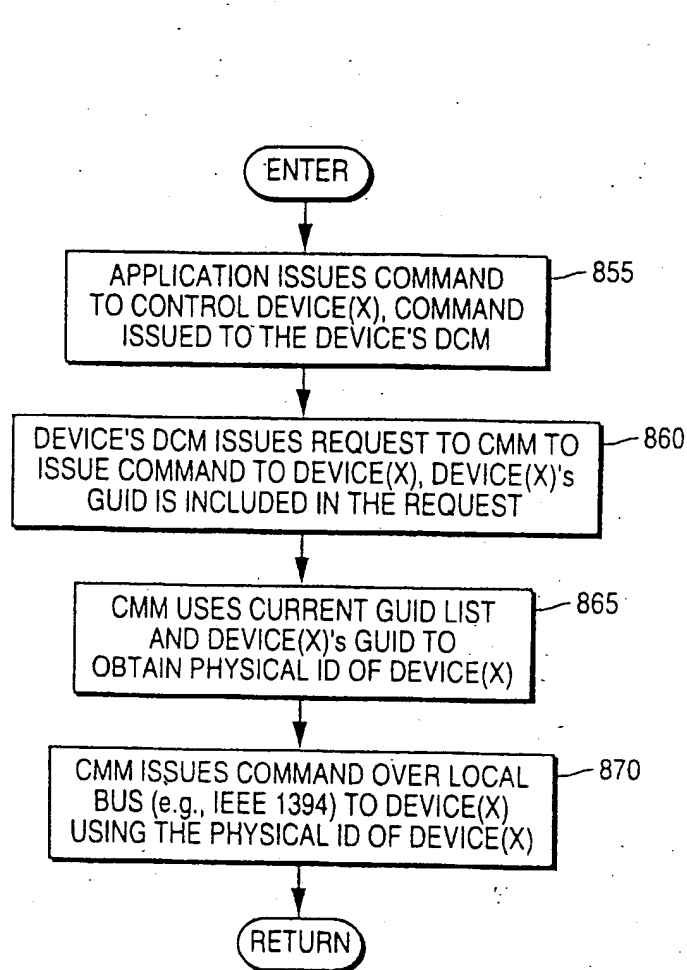 ENTER
APPLICATION ISSUES COMMAND
TO CONTROL DEVICE(X), COMMAND
ISSUED TO THE DEVICE'S DCM
855
DEVICE'S DCM ISSUES REQUEST TO CMM TO
ISSUE COMMAND TO DEVICE(X), DEVICE(X)'s
GUID IS INCLUDED IN THE REQUEST
860
CMM USES CURRENT GUID LIST
AND DEVICE(X)'s GUID TO
OBTAIN PHYSICAL ID OF DEVICE(X)
865
CMM ISSUES COMMAND OVER LOCAL
BUS (e.g., IEEE 1394) TO DEVICE(X)
USING THE PHYSICAL ID OF DEVICE(X)
870
RETURN